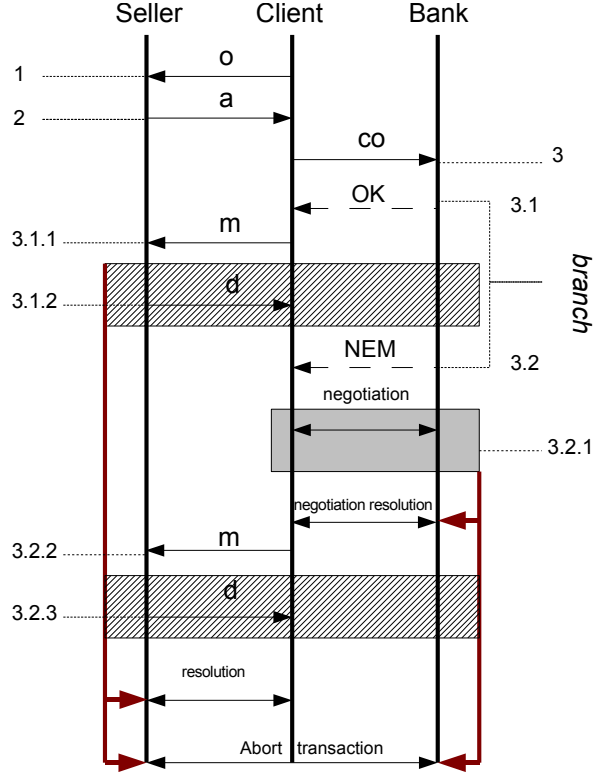 Seller Client Bank
1 o
2 a
co 3
OK 3.1
3.1.1 m
branch
3.1.2 d
NEM 3.2
negotiation
3.2.1
negotiation resolution
3.2.2 m
3.2.3 d
resolution
Abort transaction